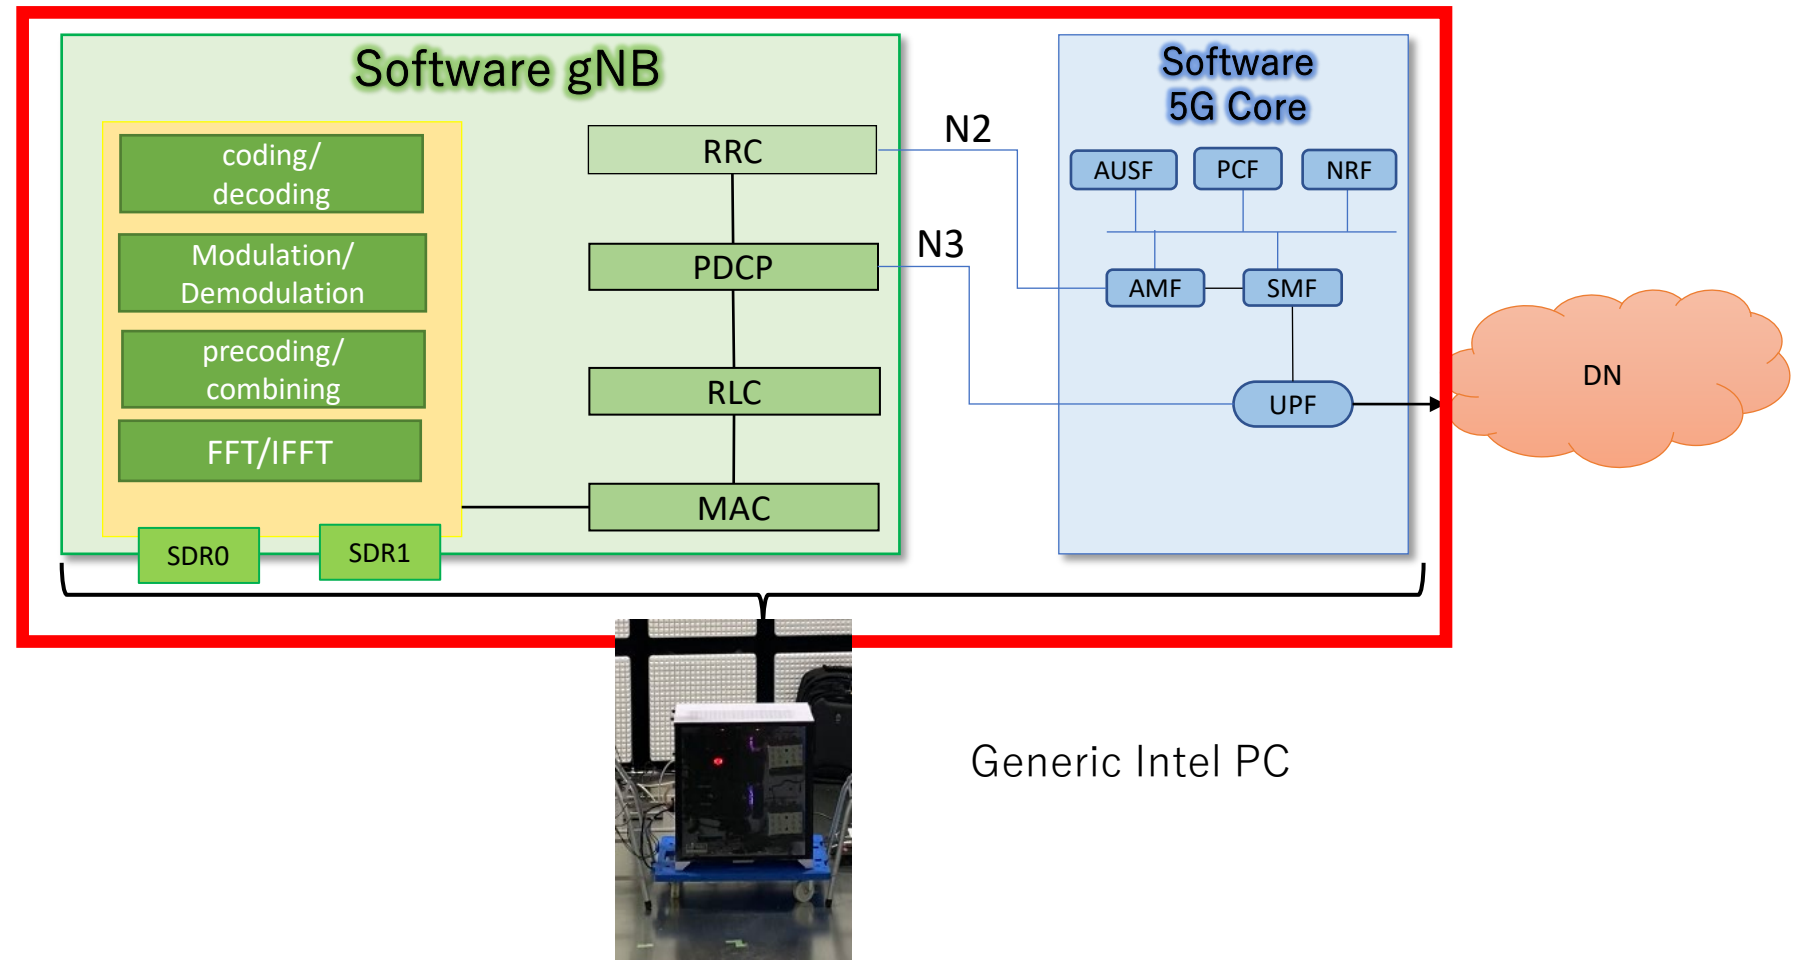 Software gNB
coding/
decoding
Modulation/
Demodulation
precoding/
combining
FFT/IFFT
SDR0
SDR1
RRC
PDCP
RLC
MAC
N2
N3
Software
5G Core
AUSF
PCF
NRF
AMF
SMF
UPF
DN
Generic Intel PC